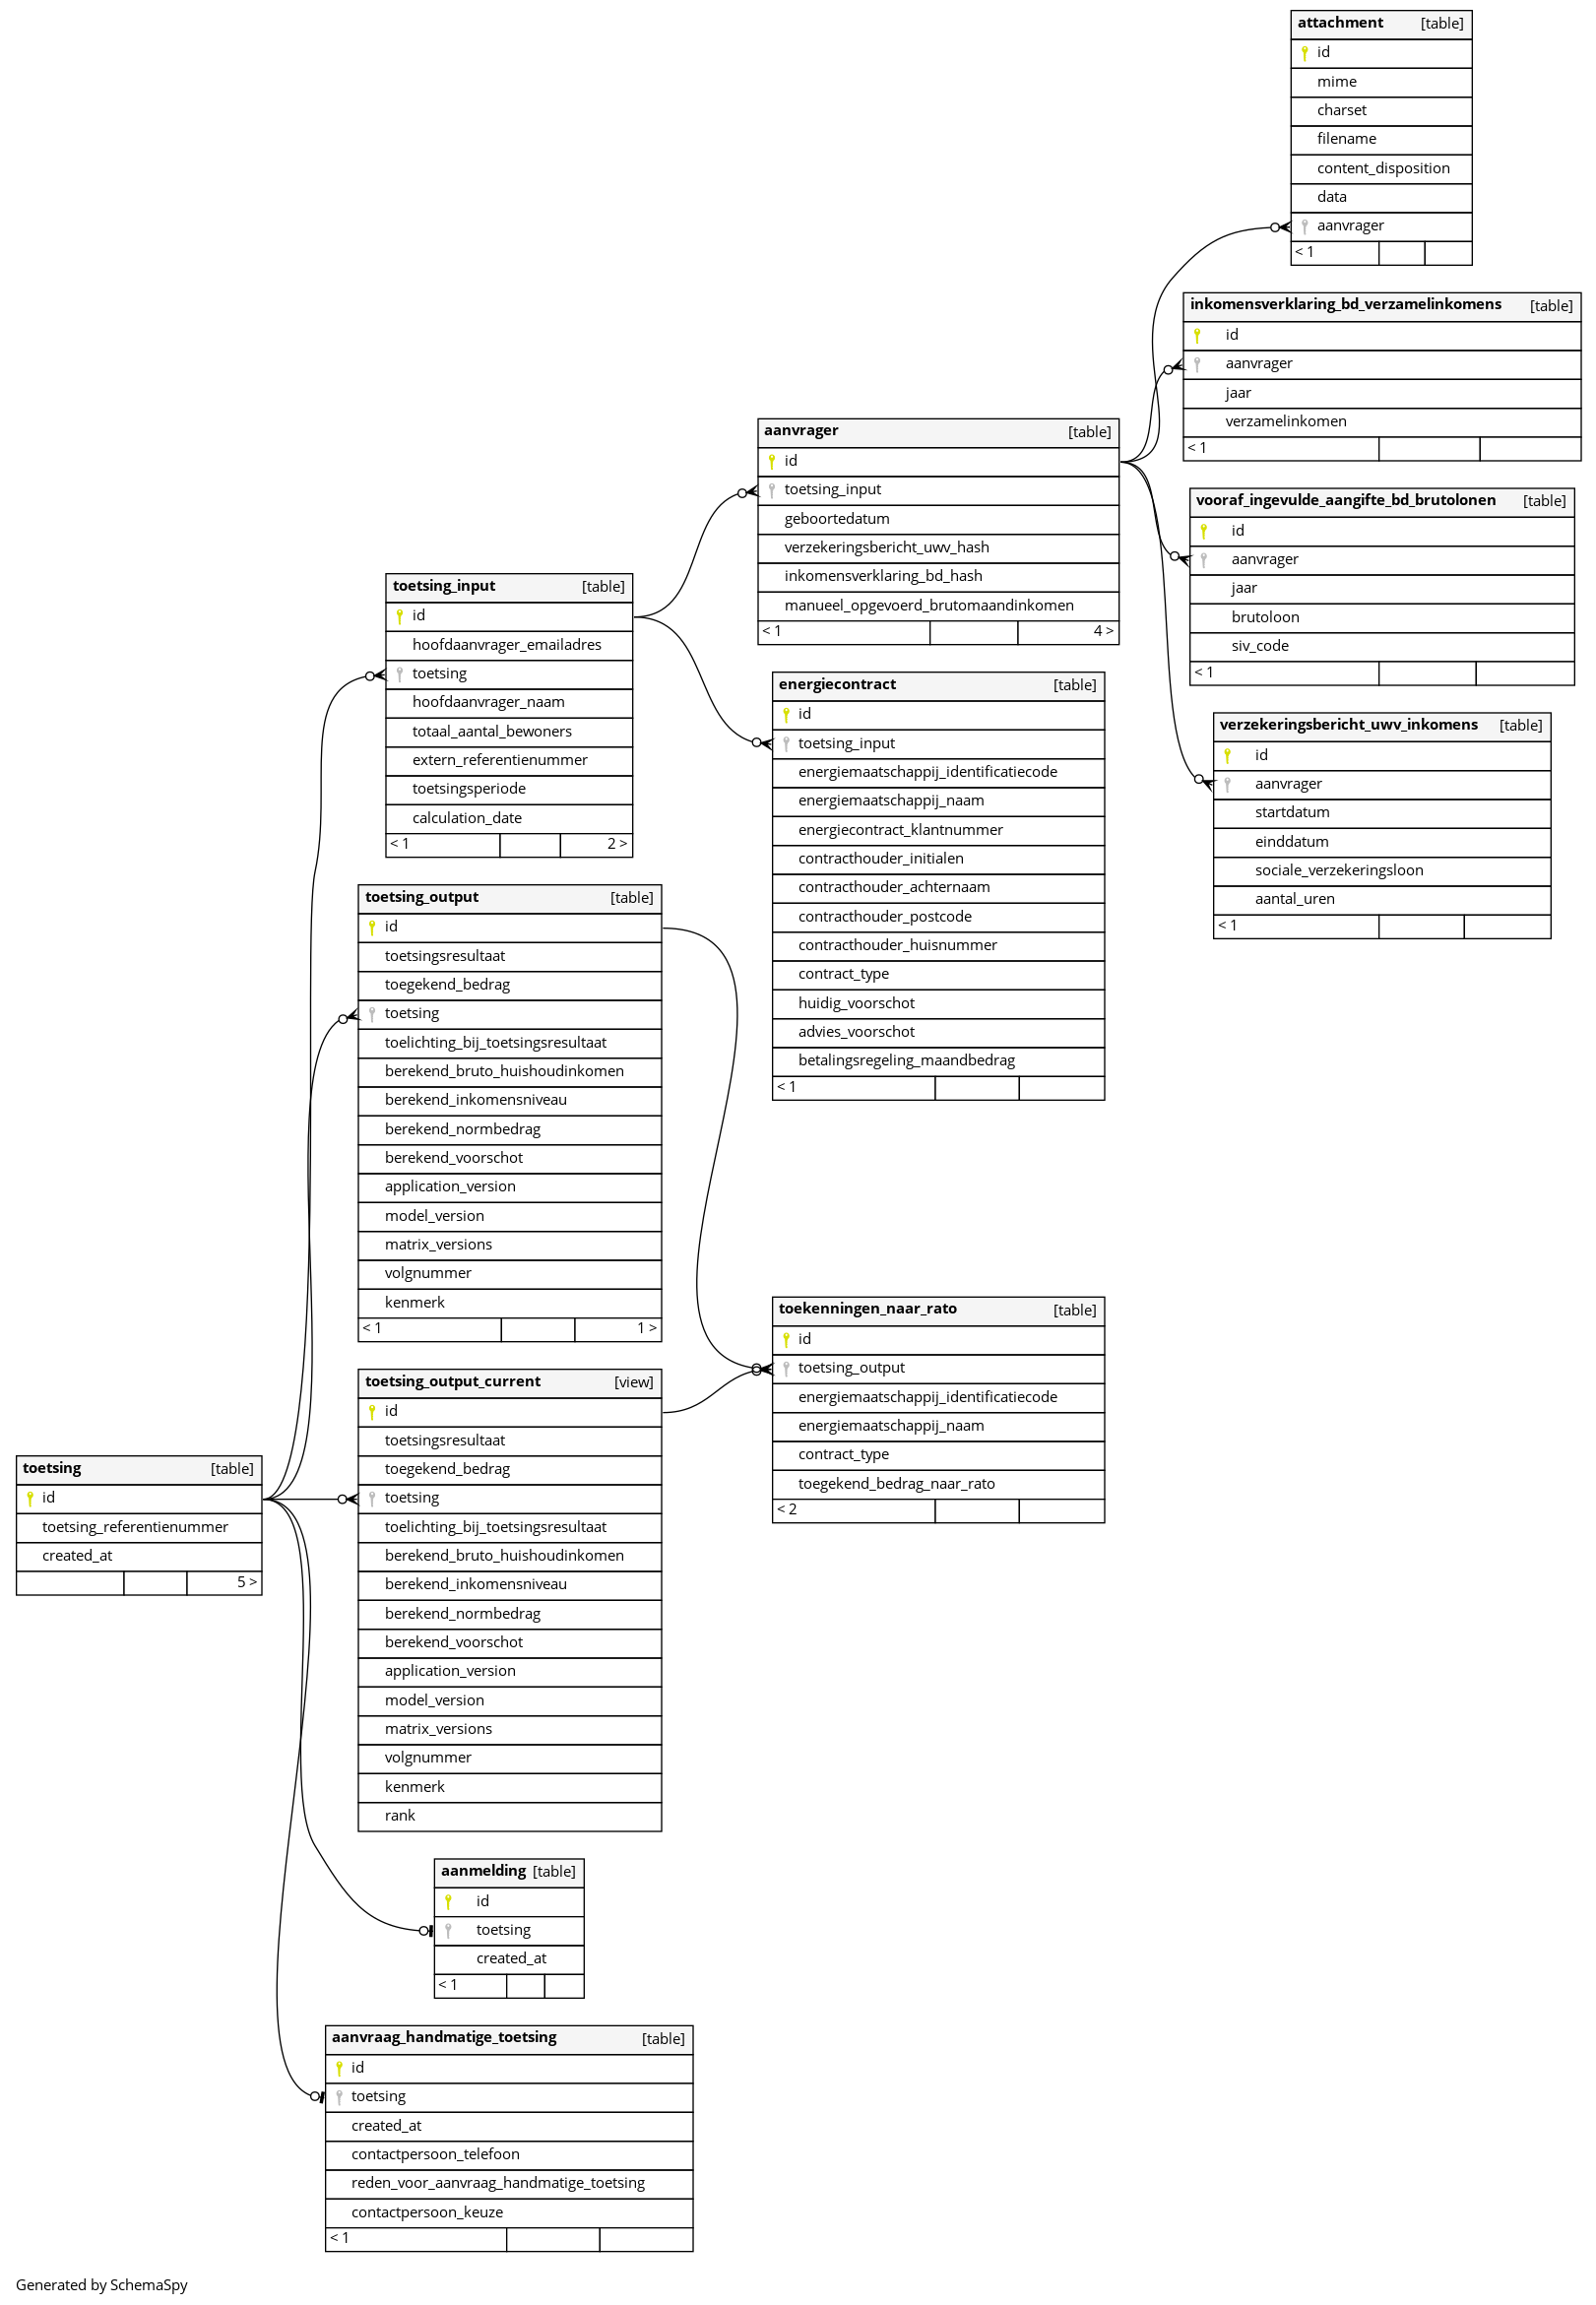 attachment [table]
id
mime
charset
filename
content_disposition
data
aanvrager
< 1
inkomensverklaring_bd_verzamelinkomens [table]
id
aanvrager
jaar
verzamelinkomen
< 1
aanvrager [table]
id
toetsing_input
geboortedatum
verzekeringsbericht_uwv_hash
inkomensverklaring_bd_hash
manueel_opgevoerd_brutomaandinkomen
< 1 4 >
vooraf_ingevulde_aangifte_bd_brutolonen [table]
id
aanvrager
jaar
brutoloon
siv_code
< 1
toetsing_input [table]
id
hoofdaanvrager_emailadres
toetsing
hoofdaanvrager_naam
totaal_aantal_bewoners
extern_referentienummer
toetsingsperiode
calculation_date
< 1 2 >
energiecontract [table]
id
toetsing_input
energiemaatschappij_identificatiecode
energiemaatschappij_naam
energiecontract_klantnummer
contracthouder_initialen
contracthouder_achternaam
contracthouder_postcode
contracthouder_huisnummer
contract_type
huidig_voorschot
advies_voorschot
betalingsregeling_maandbedrag
< 1
verzekeringsbericht_uwv_inkomens [table]
id
aanvrager
startdatum
einddatum
sociale_verzekeringsloon
aantal_uren
< 1
toetsing_output [table]
id
toetsingsresultaat
toegekend_bedrag
toetsing
toelichting_bij_toetsingsresultaat
berekend_bruto_huishoudinkomen
berekend_inkomensniveau
berekend_normbedrag
berekend_voorschot
application_version
model_version
matrix_versions
volgnummer
kenmerk
< 1 1 >
toekenningen_naar_rato [table]
id
toetsing_output
energiemaatschappij_identificatiecode
energiemaatschappij_naam
contract_type
toegekend_bedrag_naar_rato
< 2
toetsing_output_current [view]
id
toetsingsresultaat
toegekend_bedrag
toetsing
toelichting_bij_toetsingsresultaat
berekend_bruto_huishoudinkomen
berekend_inkomensniveau
berekend_normbedrag
berekend_voorschot
application_version
model_version
matrix_versions
volgnummer
kenmerk
rank
toetsing [table]
id
toetsing_referentienummer
created_at
5 >
aanmelding [table]
id
toetsing
created_at
< 1
aanvraag_handmatige_toetsing [table]
id
toetsing
created_at
contactpersoon_telefoon
reden_voor_aanvraag_handmatige_toetsing
contactpersoon_keuze
< 1
Generated by SchemaSpy